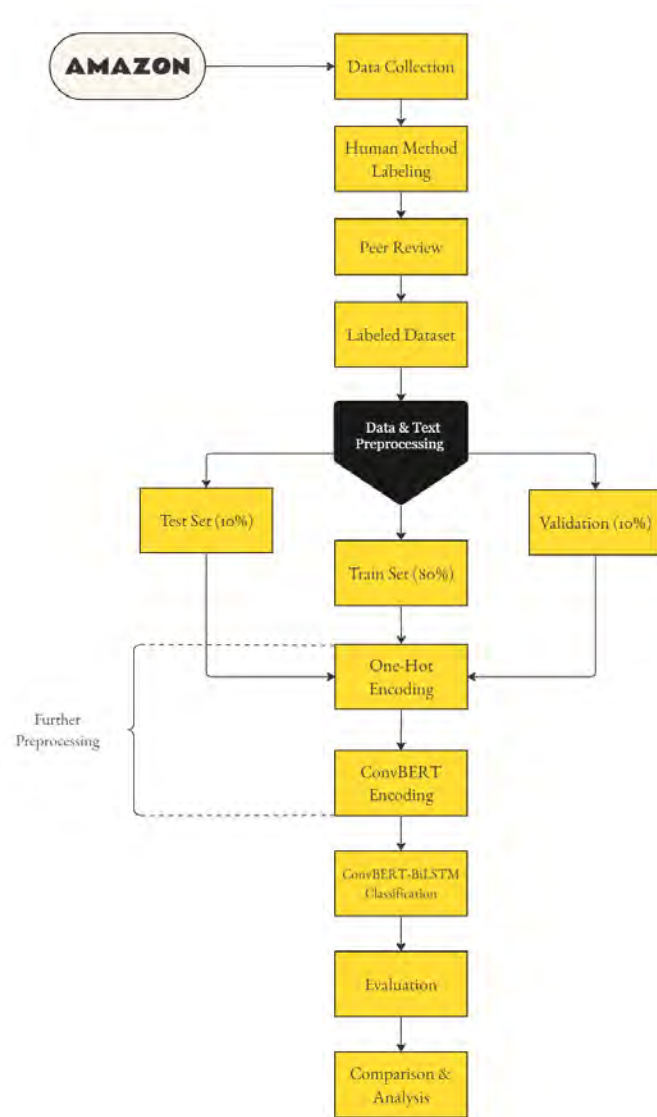 AMAZON
Data Collection
Human Method
Labeling
Peer Review
Labeled Dataset
Data & Text
Preprocessing
Test Set (10%)
Validation (10%)
Train Set (80%)
One-Hot
Encoding
Further
Preprocessing
ConvBERT
Encoding
ConvBERT-BiLSTM
Classification
Evaluation
Comparison &
Analysis